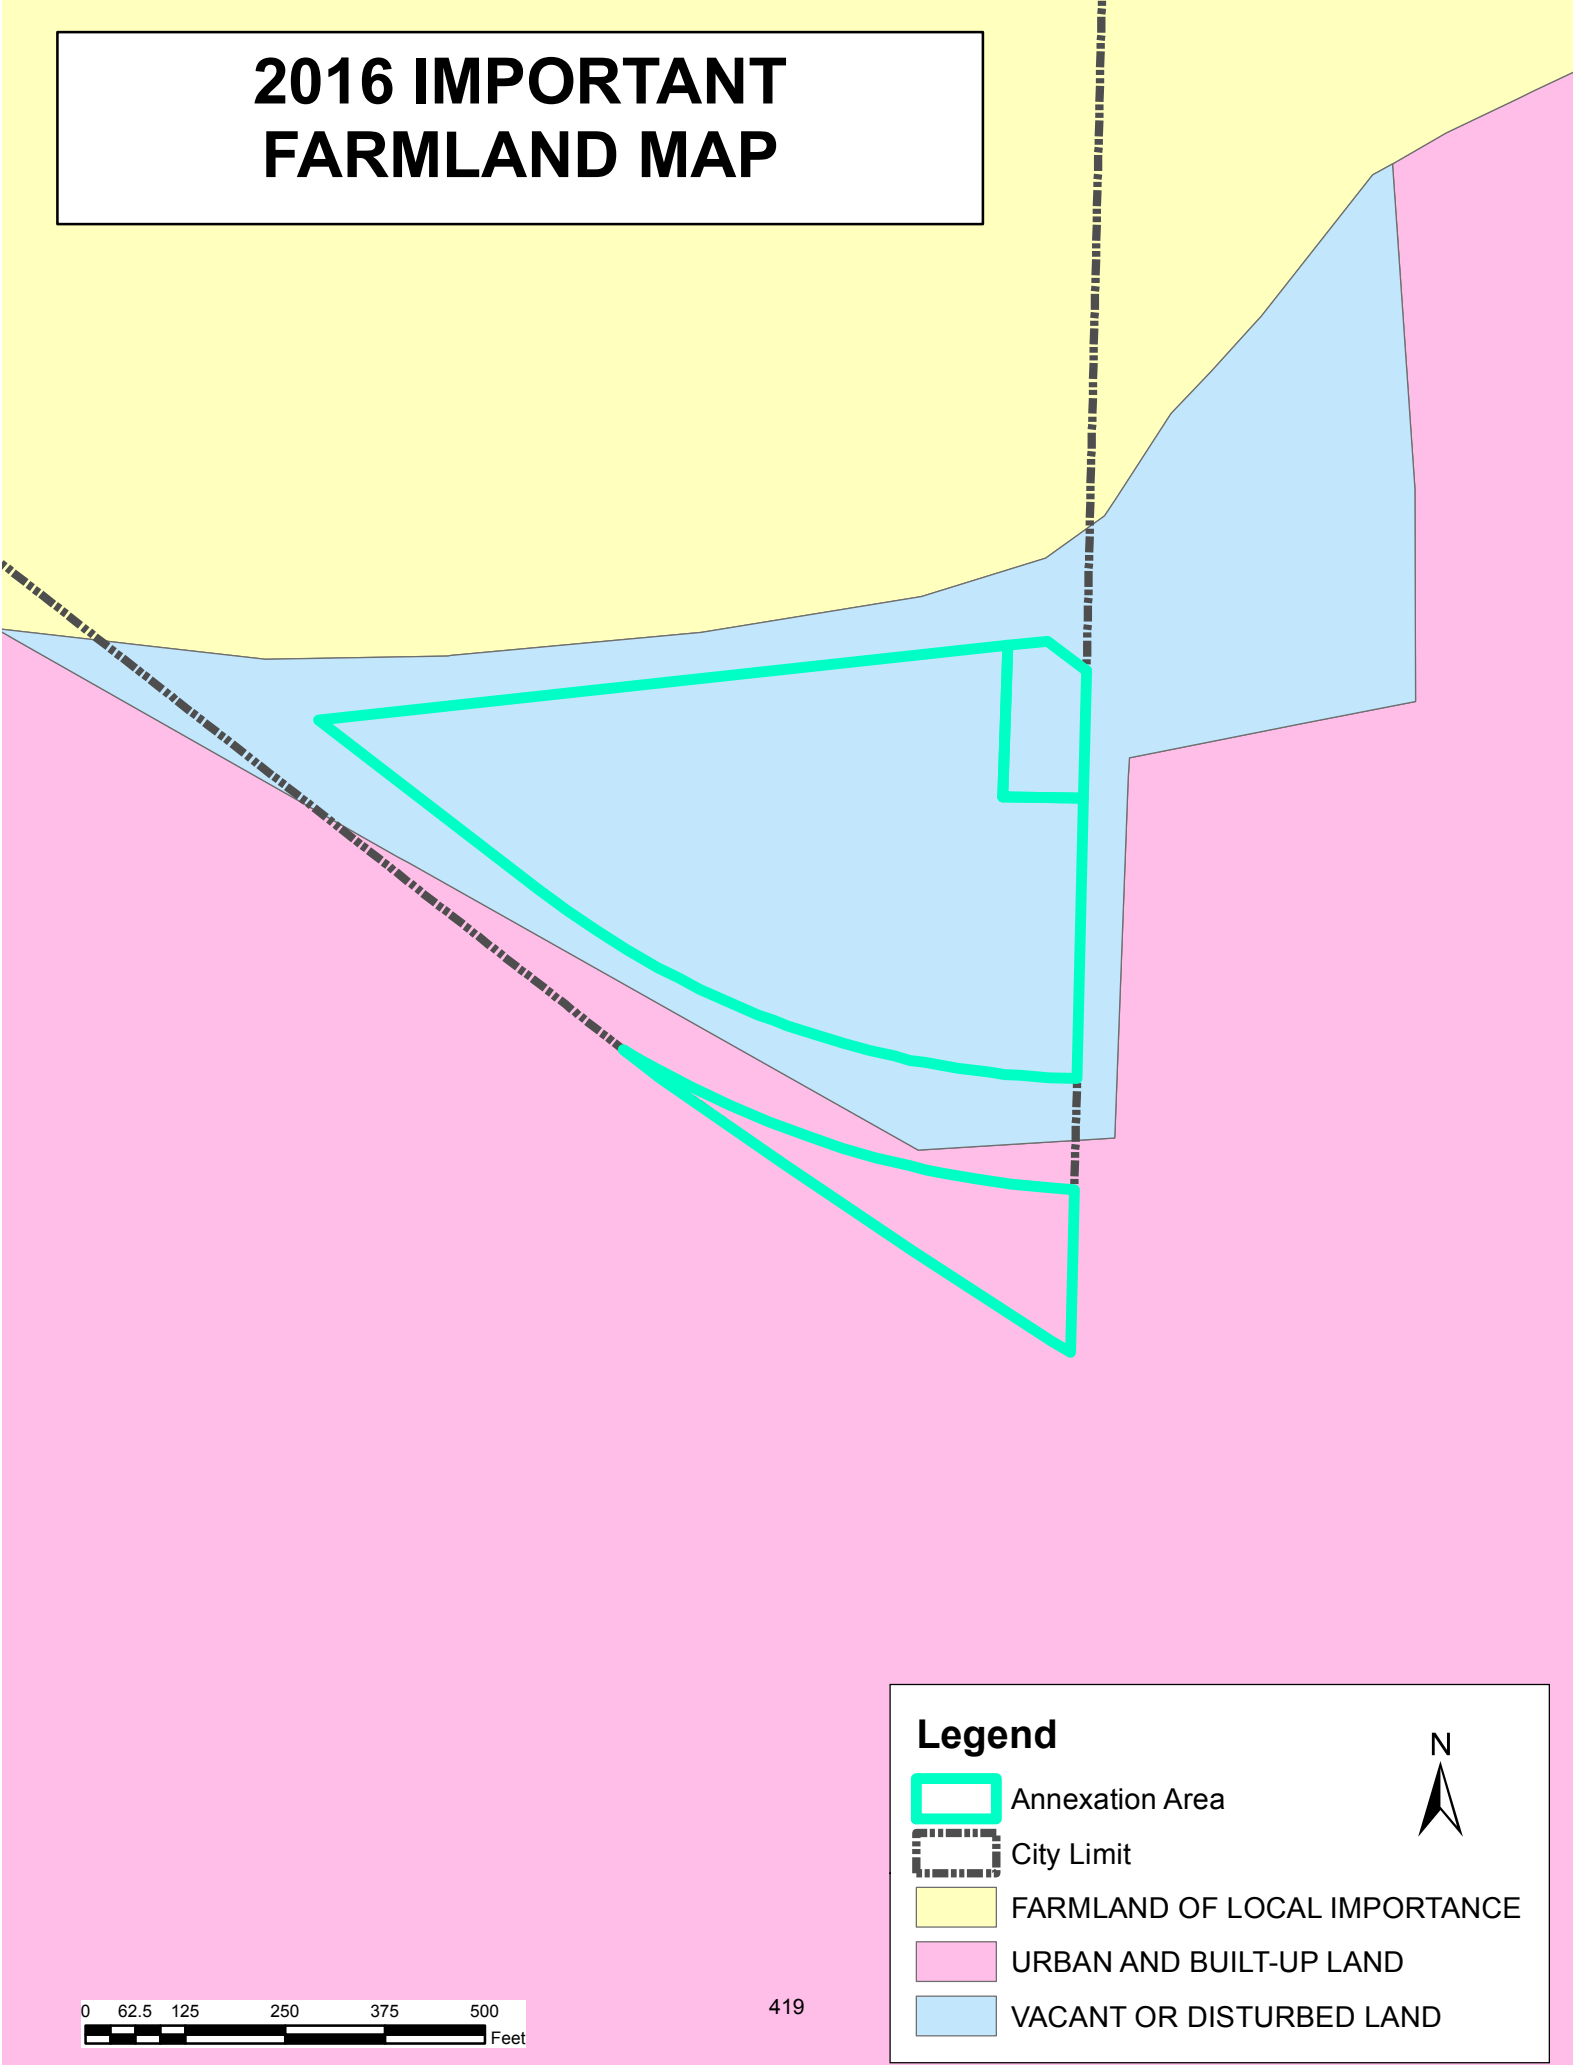 2016 IMPORTANT
FARMLAND MAP
Legend
N
Annexation Area
City Limit
FARMLAND OF LOCAL IMPORTANCE
URBAN AND BUILT-UP LAND
VACANT OR DISTURBED LAND
0 62.5 125 250 375 500
Feet
419